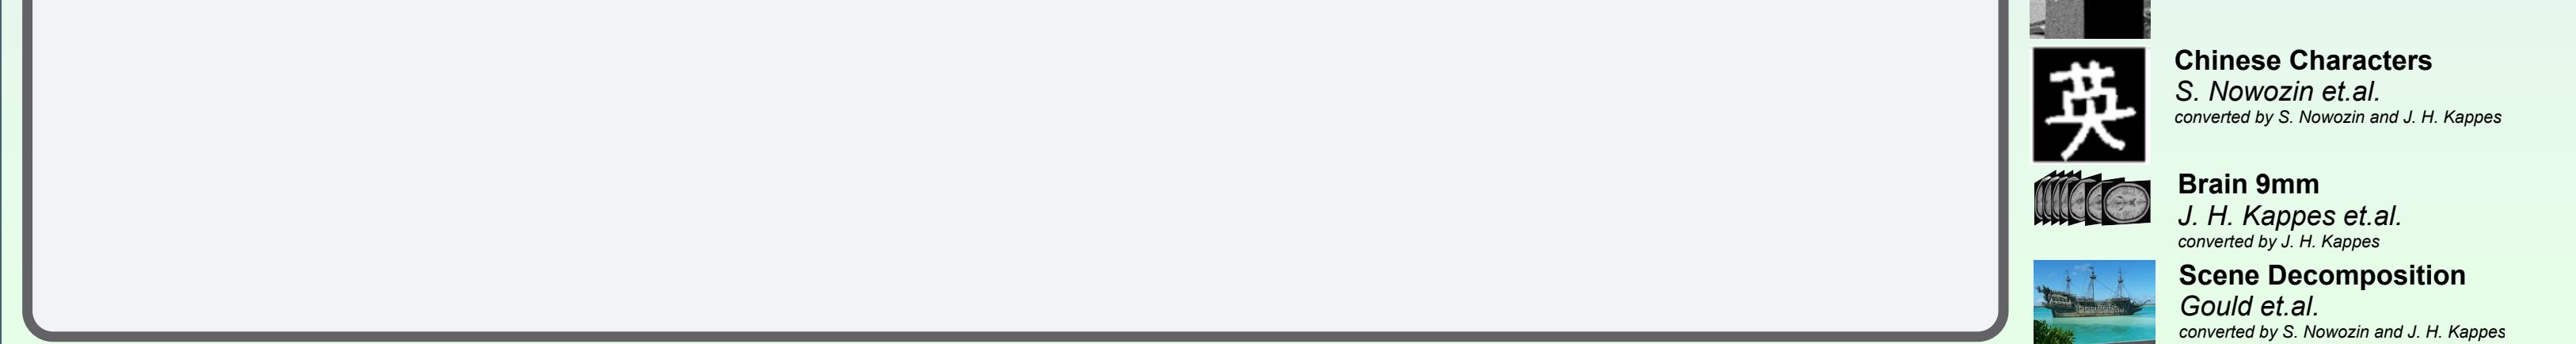 英
Chinese Characters
S. Nowozin et.al.
converted by S. Nowozin and J. H. Kappes
Brain 9mm
J. H. Kappes et.al.
converted by J. H. Kappes
Scene Decomposition
Gould et.al.
converted by S. Nowozin and J. H. Kappes